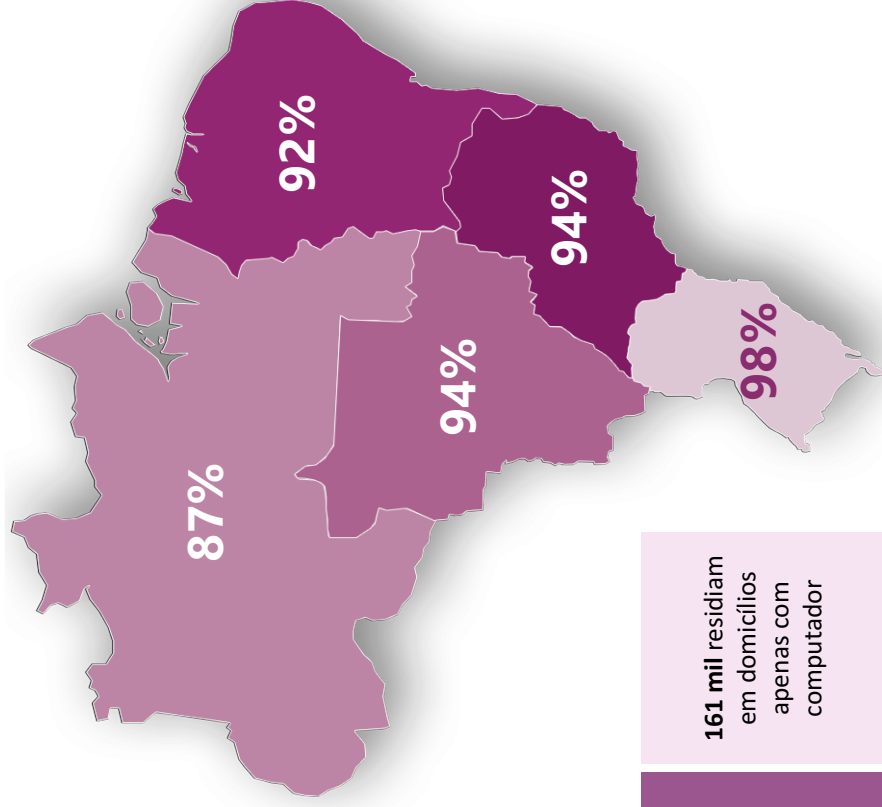 87%
92%
94%
94%
98%
161 mil residiam
em domicílios
apenas com
computador